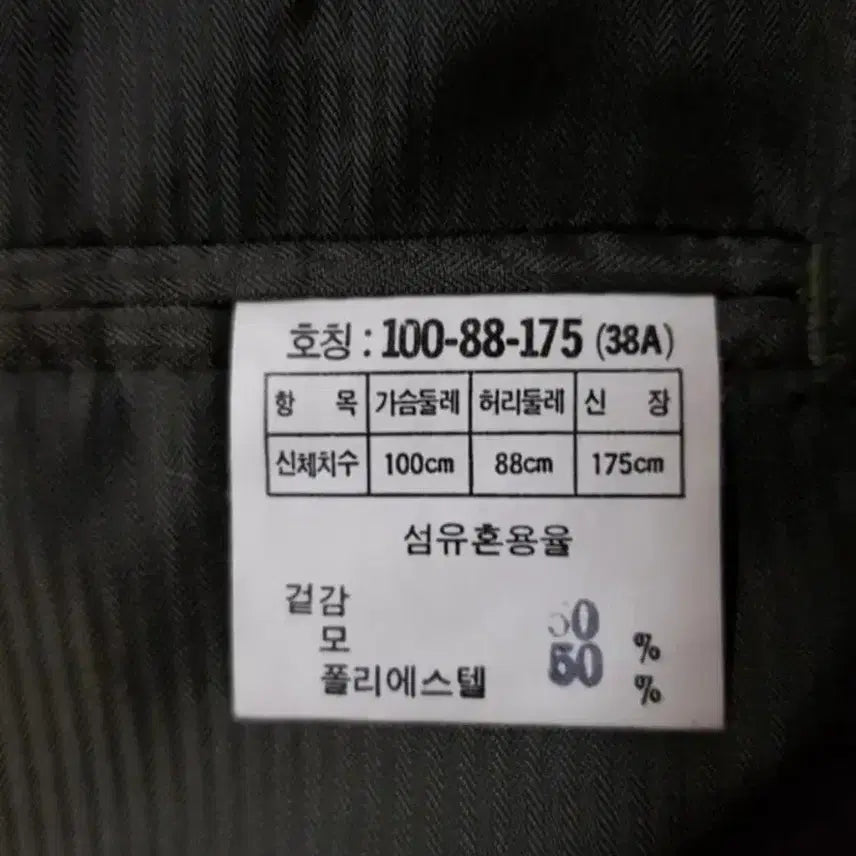 호칭 : 100-88-175 (38A)
항 목 가슴둘레 허리둘레 신 장
신체치수 100cm 88cm 175cm
섬유혼용율
겉감
모 50 %
폴리에스텔 50 %